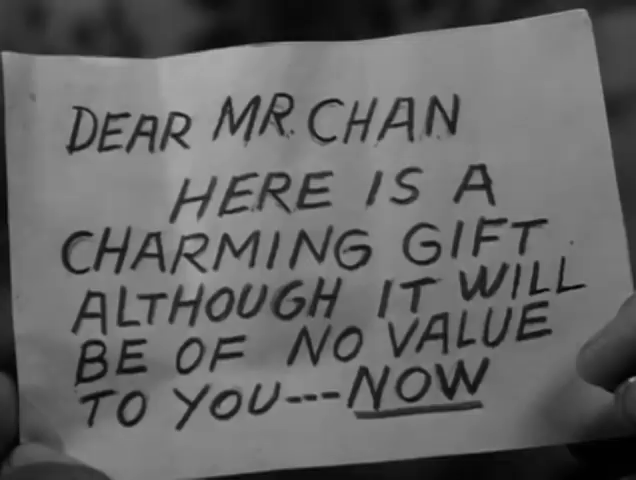 DEAR MR. CHAN
HERE IS A
CHARMING GIFT
ALTHOUGH IT WILL
BE OF NO VALUE
TO YOU---NOW